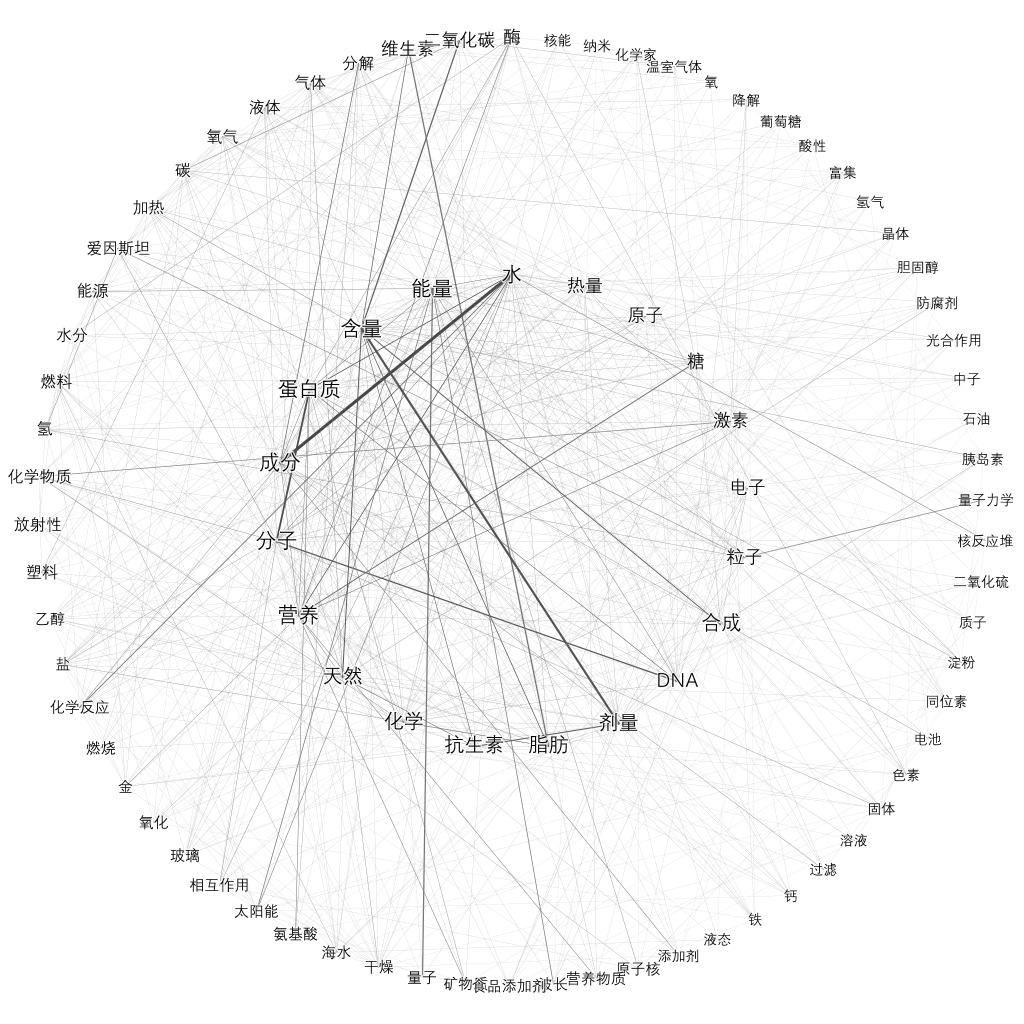 二氧化碳
酶
核能
纳米
化学家
温室气体
氧
降解
葡萄糖
酸性
富集
氢气
晶体
胆固醇
防腐剂
光合作用
中子
石油
胰岛素
量子力学
核反应堆
二氧化硫
质子
淀粉
同位素
电池
色素
固体
溶液
过滤
钙
铁
液态
添加剂
原子核
营养物质
波长
食品添加剂
矿物质
量子
干燥
海水
氨基酸
太阳能
相互作用
玻璃
氧化
金
燃烧
化学反应
盐
乙醇
塑料
放射性
化学物质
氢
燃料
水分
能源
爱因斯坦
加热
碳
氧气
液体
气体
分解
维生素
水
热量
原子
糖
激素
电子
粒子
合成
DNA
剂量
脂肪
抗生素
化学
天然
营养
分子
成分
蛋白质
含量
能量